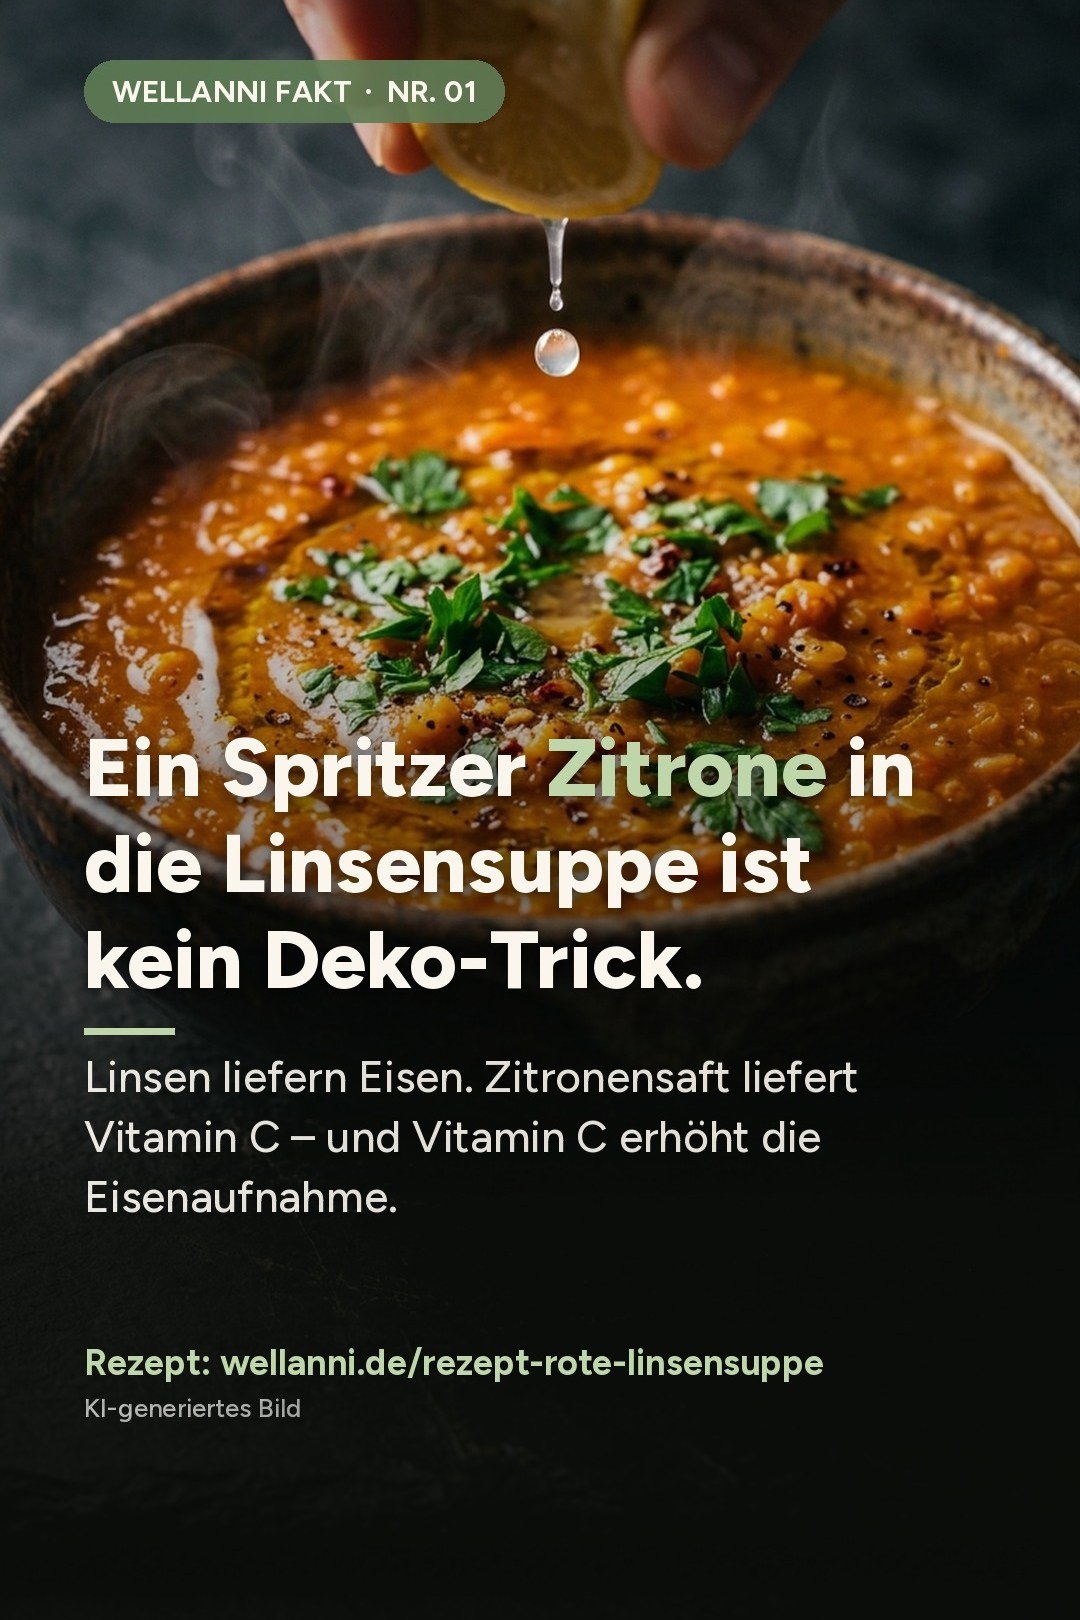 WELLANNI FAKT · NR. 01
Ein Spritzer Zitrone in
die Linsensuppe ist
kein Deko-Trick.
Linsen liefern Eisen. Zitronensaft liefert
Vitamin C – und Vitamin C erhöht die
Eisenaufnahme.
Rezept: wellanni.de/rezept-rote-linsensuppe
KI-generiertes Bild